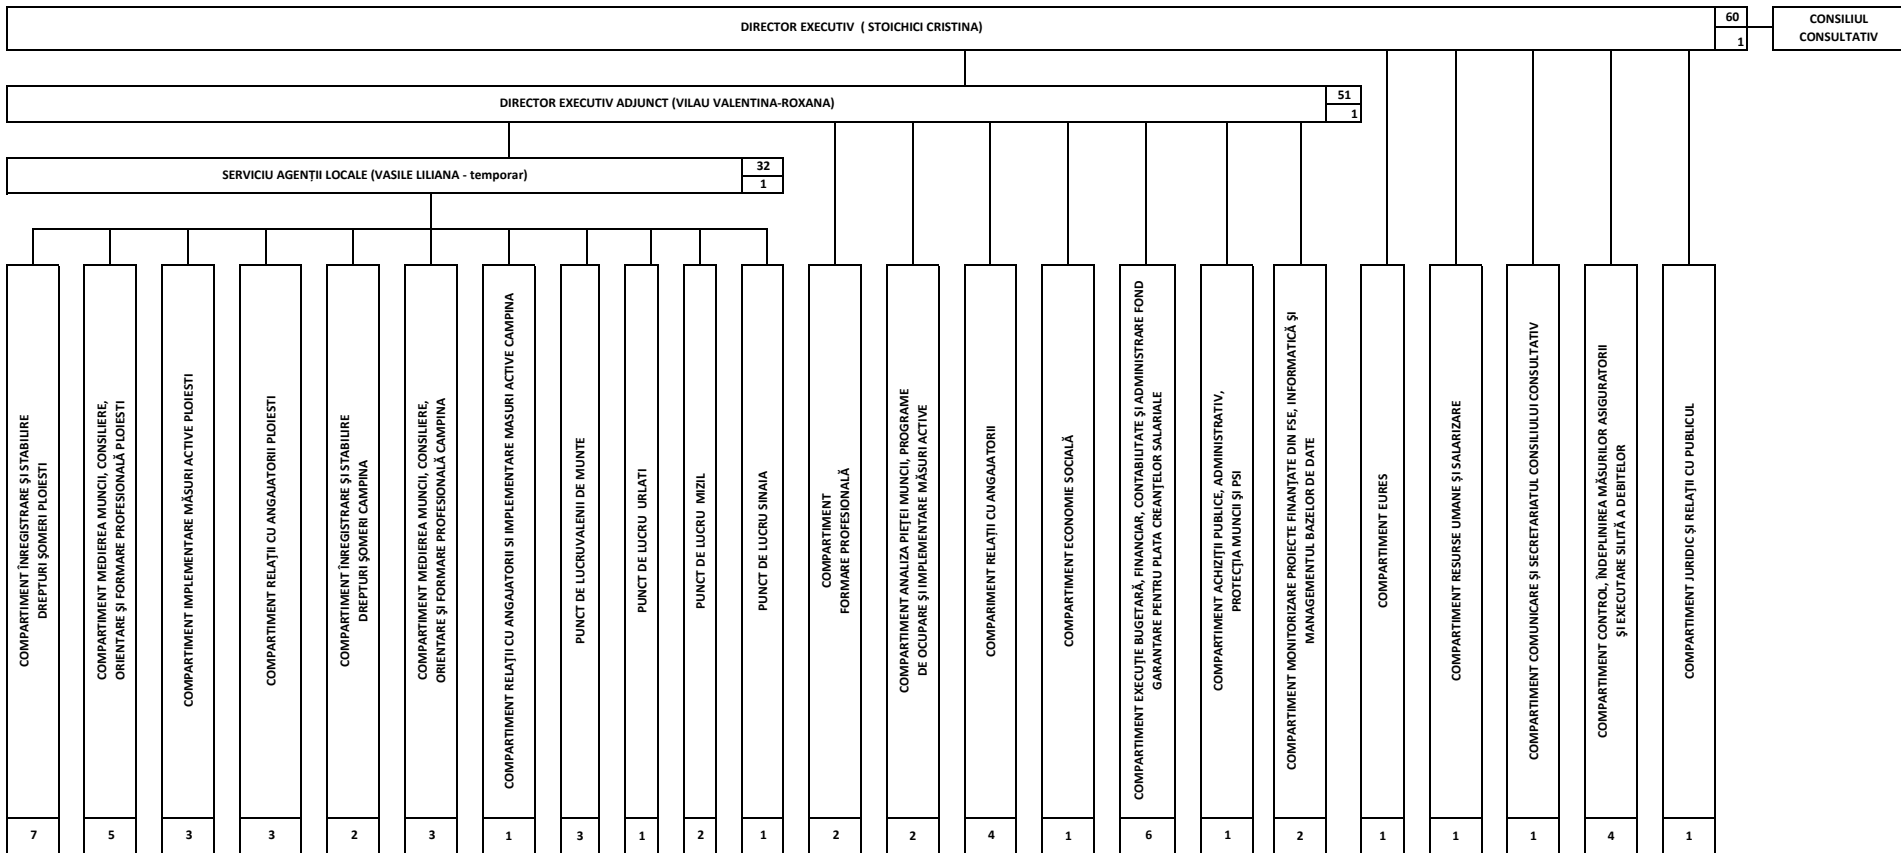 DIRECTOR EXECUTIV ( STOICHICI CRISTINA)
60
1
CONSILIUL
CONSULTATIV
DIRECTOR EXECUTIV ADJUNCT (VILAU VALENTINA-ROXANA)
51
1
SERVICIU AGENȚII LOCALE (VASILE LILIANA - temporar)
32
1
COMPARTIMENT ÎNREGISTRARE ȘI STABILIRE
DREPTURI ȘOMERI PLOIESTI
COMPARTIMENT MEDIEREA MUNCII, CONSILIERE,
ORIENTARE ȘI FORMARE PROFESIONALĂ PLOIESTI
COMPARTIMENT IMPLEMENTARE MĂSURI ACTIVE PLOIESTI
COMPARTIMENT RELAȚII CU ANGAJATORII PLOIESTI
COMPARTIMENT ÎNREGISTRARE ȘI STABILIRE
DREPTURI ȘOMERI CAMPINA
COMPARTIMENT MEDIEREA MUNCII, CONSILIERE,
ORIENTARE ȘI FORMARE PROFESIONALĂ CAMPINA
COMPARTIMENT RELAȚII CU ANGAJATORII SI IMPLEMENTARE MASURI ACTIVE CAMPINA
PUNCT DE LUCRUVALENII DE MUNTE
PUNCT DE LUCRU URLATI
PUNCT DE LUCRU MIZIL
PUNCT DE LUCRU SINAIA
COMPARTIMENT
FORMARE PROFESIONALĂ
COMPARTIMENT ANALIZA PIEȚEI MUNCII, PROGRAME
DE OCUPARE ȘI IMPLEMENTARE MĂSURI ACTIVE
COMPARIMENT RELAȚII CU ANGAJATORII
COMPARTIMENT ECONOMIE SOCIALĂ
COMPARTIMENT EXECUȚIE BUGETARĂ, FINANCIAR, CONTABILITATE ȘI ADMINISTRARE FOND
GARANTARE PENTRU PLATA CREANȚELOR SALARIALE
COMPARTIMENT ACHIZIȚII PUBLICE, ADMINISTRATIV,
PROTECȚIA MUNCII ȘI PSI
COMPARTIMENT MONITORIZARE PROIECTE FINANȚATE DIN FSE, INFORMATICĂ ȘI
MANAGEMENTUL BAZELOR DE DATE
COMPARTIMENT EURES
COMPARTIMENT RESURSE UMANE ȘI SALARIZARE
COMPARTIMENT COMUNICARE ȘI SECRETARIATUL CONSILIULUI CONSULTATIV
COMPARTIMENT CONTROL, ÎNDEPLINIREA MĂSURILOR ASIGURATORII
ȘI EXECUTARE SILITĂ A DEBITELOR
COMPARTIMENT JURIDIC ȘI RELAȚII CU PUBLICUL
7 5 3 3 2 3 1 3 1 2 1 2 2 4 1 6 1 2 1 1 1 4 1